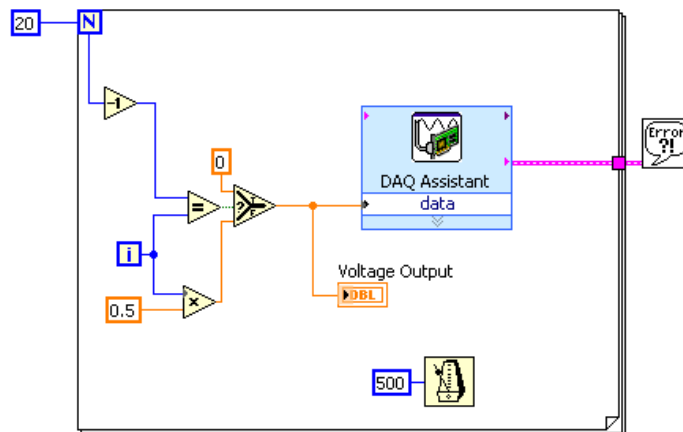 20
N
-1
Error
?!
0
DAQ Assistant
=
?
F
data
i
Voltage Output
x
0.5
DBL
500